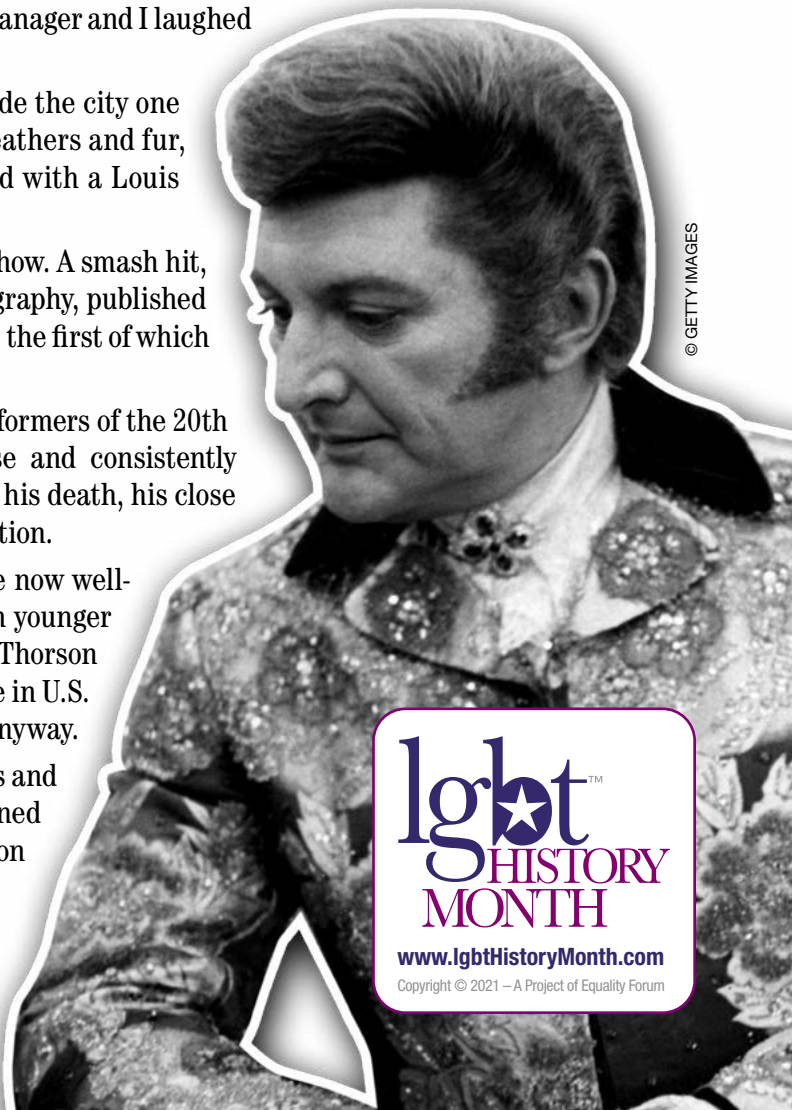 anager and I laughed
de the city one
eathers and fur,
d with a Louis
how. A smash hit,
graphy, published
the first of which
formers of the 20th
se and consistently
his death, his close
tion.
e now well-
n younger
Thorson
e in U.S.
nyway.
s and
ned
on
© GETTY IMAGES
lgbt™
HISTORY
MONTH
www.lgbtHistoryMonth.com
Copyright © 2021 – A Project of Equality Forum